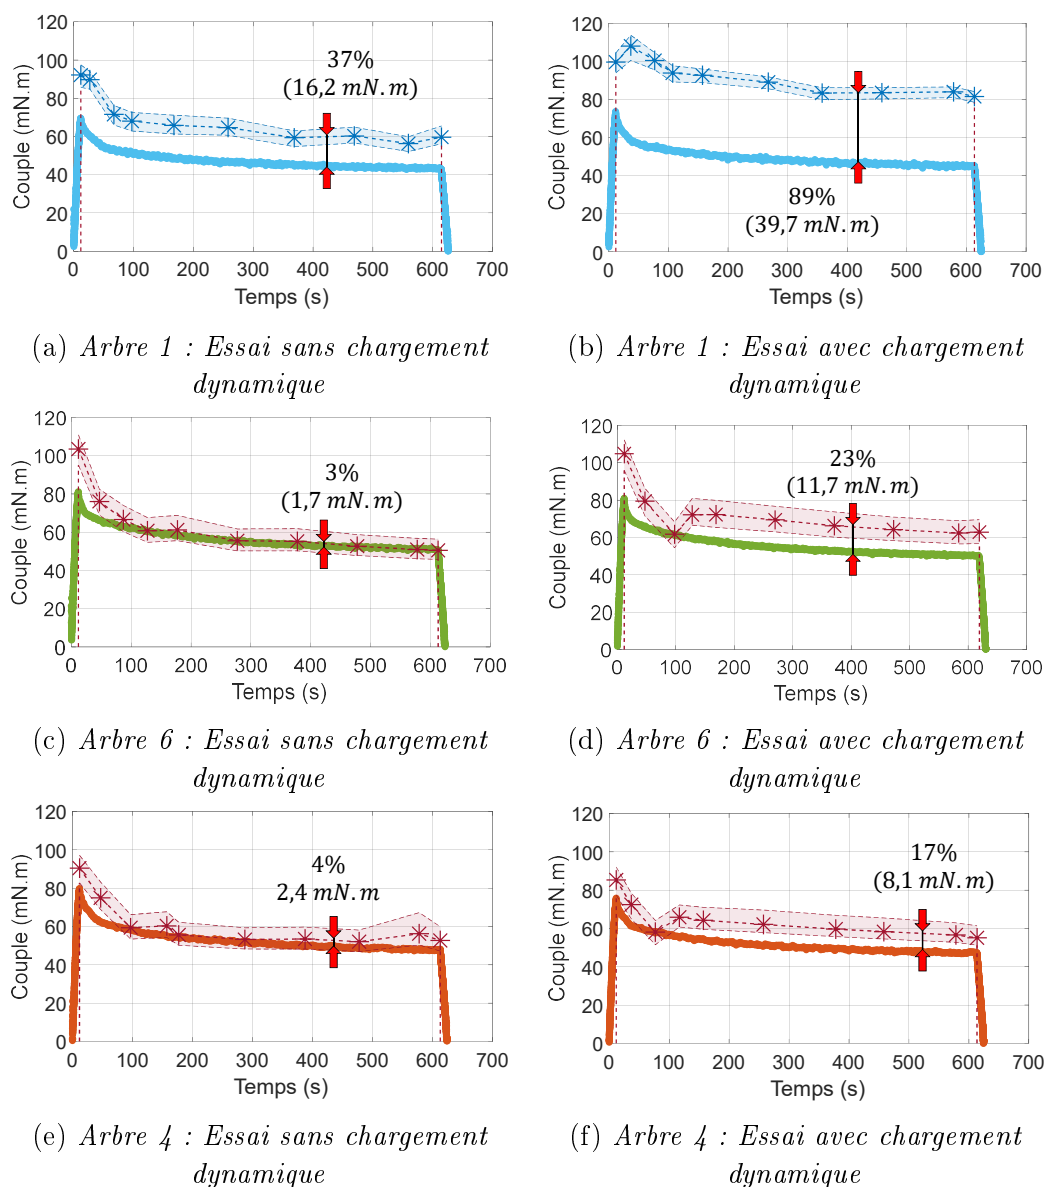 120
100
80
60
40
20
0
Couple (mN.m)
37%
(16,2 mN.m)
0 100 200 300 400 500 600 700
Temps (s)
(a) Arbre 1 : Essai sans chargement
dynamique
120
100
80
60
40
20
0
Couple (mN.m)
89%
(39,7 mN.m)
0 100 200 300 400 500 600 700
Temps (s)
(b) Arbre 1 : Essai avec chargement
dynamique
120
100
80
60
40
20
0
Couple (mN.m)
3%
(1,7 mN.m)
0 100 200 300 400 500 600 700
Temps (s)
(c) Arbre 6 : Essai sans chargement
dynamique
120
100
80
60
40
20
0
Couple (mN.m)
23%
(11,7 mN.m)
0 100 200 300 400 500 600 700
Temps (s)
(d) Arbre 6 : Essai avec chargement
dynamique
120
100
80
60
40
20
0
Couple (mN.m)
4%
2,4 mN.m
0 100 200 300 400 500 600 700
Temps (s)
(e) Arbre 4 : Essai sans chargement
dynamique
120
100
80
60
40
20
0
Couple (mN.m)
17%
(8,1 mN.m)
0 100 200 300 400 500 600 700
Temps (s)
(f) Arbre 4 : Essai avec chargement
dynamique